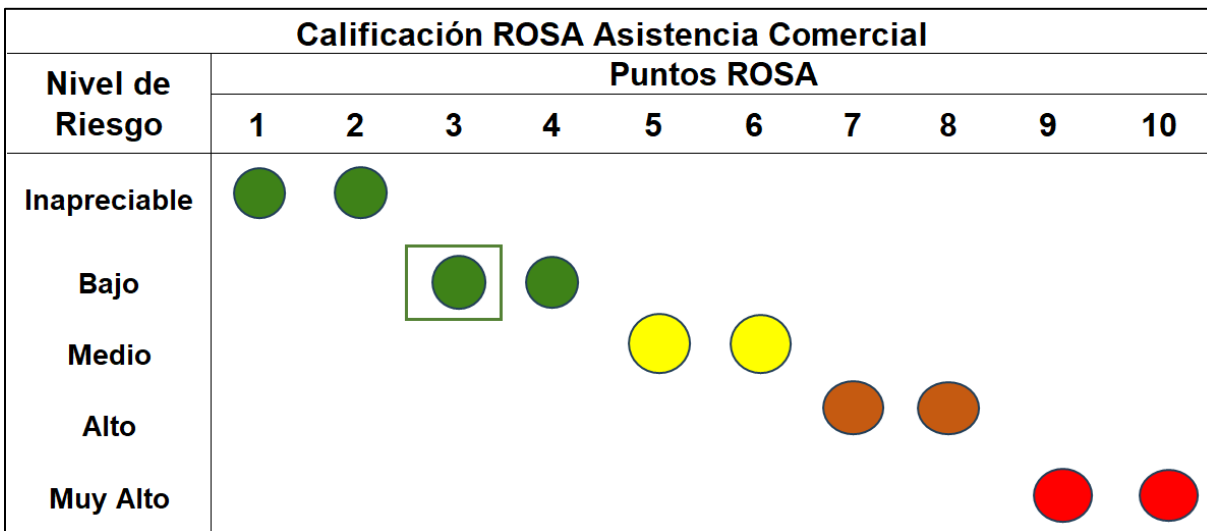 Calificación ROSA Asistencia Comercial
Nivel de
Riesgo
Puntos ROSA
1 2 3 4 5 6 7 8 9 10
Inapreciable
Bajo
Medio
Alto
Muy Alto